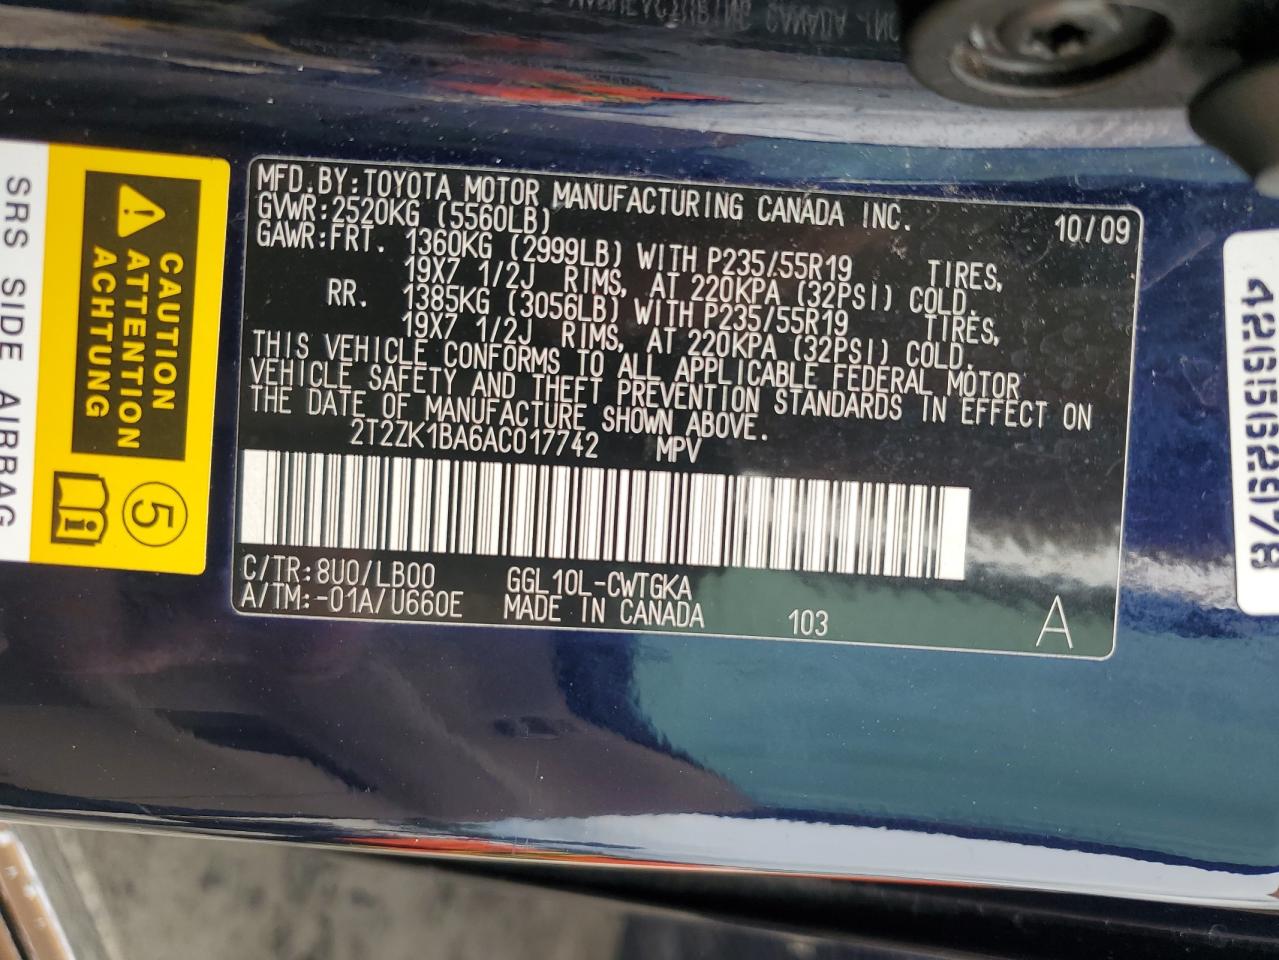 MFD.BY:TOYOTA MOTOR MANUFACTURING CANADA INC. 10/09
GVWR:2520KG (5560LB)
GAWR:FRT. 1360KG (2999LB) WITH P235/55R19 TIRES,
19X7 1/2J RIMS, AT 220KPA (32PSI) COLD.
RR. 1385KG (3056LB) WITH P235/55R19 TIRES,
19X7 1/2J RIMS, AT 220KPA (32PSI) COLD.
THIS VEHICLE CONFORMS TO ALL APPLICABLE FEDERAL MOTOR
VEHICLE SAFETY AND THEFT PREVENTION STANDARDS IN EFFECT ON
THE DATE OF MANUFACTURE SHOWN ABOVE.
2T2ZK1BA6AC017742 MPV
C/TR:8U0/LB00 GGL10L-CWTGKA
A/TM:-01A/U660E MADE IN CANADA 103 A
SRS SIDE AIRBAG
CAUTION
ATTENTION
ACHTUNG
5
i
42656298